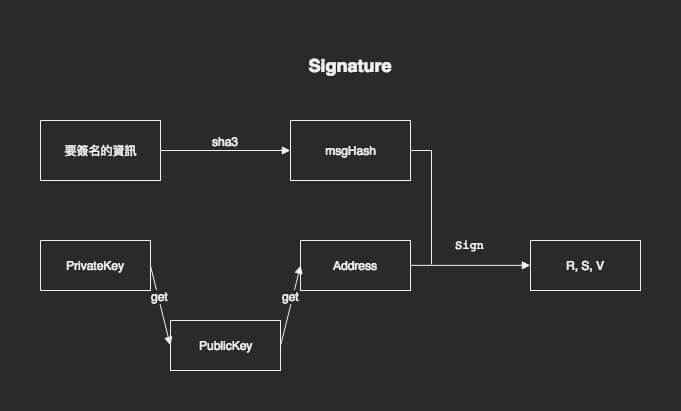 Signature
要簽名的資訊
sha3
msgHash
Sign
PrivateKey
Address
R, S, V
get
get
PublicKey